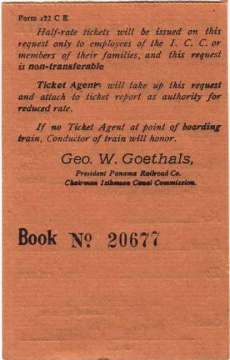 Form 122 C E
Half-rate tickets will be issued on this
request only to employees of the I. C. C. or
members of their families, and this request
is non-transferable
Ticket Agents will take up this request
and attach to ticket report as authority for
reduced rate.
If no Ticket Agent at point of boarding
train, Conductor of train will honor.
Geo. W. Goethals,
President Panama Railroad Co.
Chairman Isthmian Canal Commission.
Book No 20677